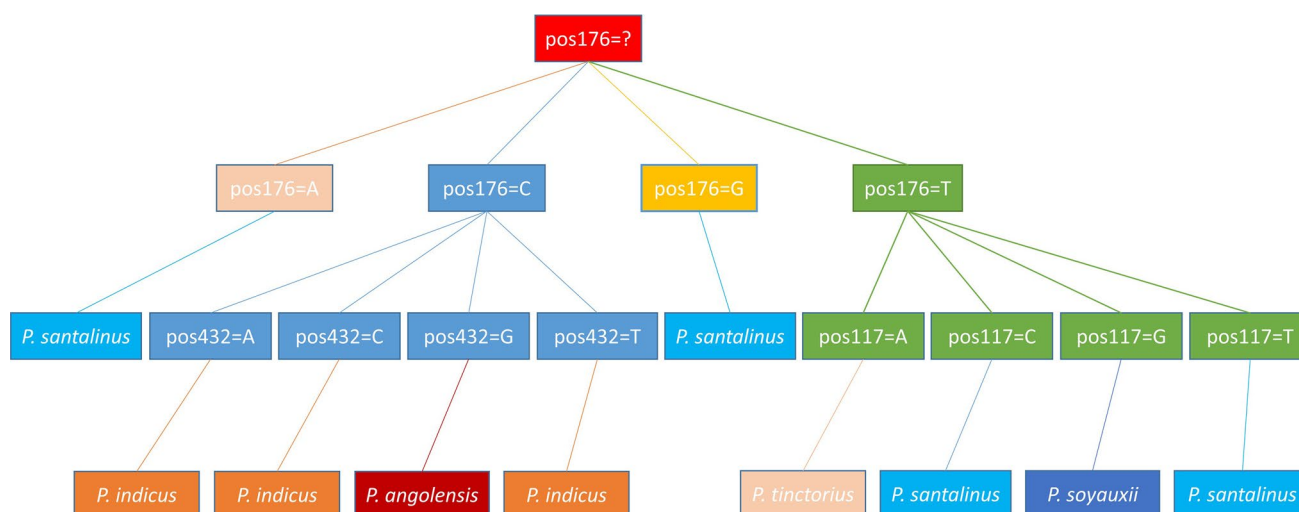 pos176=?
pos176=A
pos176=C
pos176=G
pos176=T
P. santalinus
pos432=A
pos432=C
pos432=G
pos432=T
P. santalinus
pos117=A
pos117=C
pos117=G
pos117=T
P. indicus
P. indicus
P. angolensis
P. indicus
P. tinctorius
P. santalinus
P. soyauxii
P. santalinus